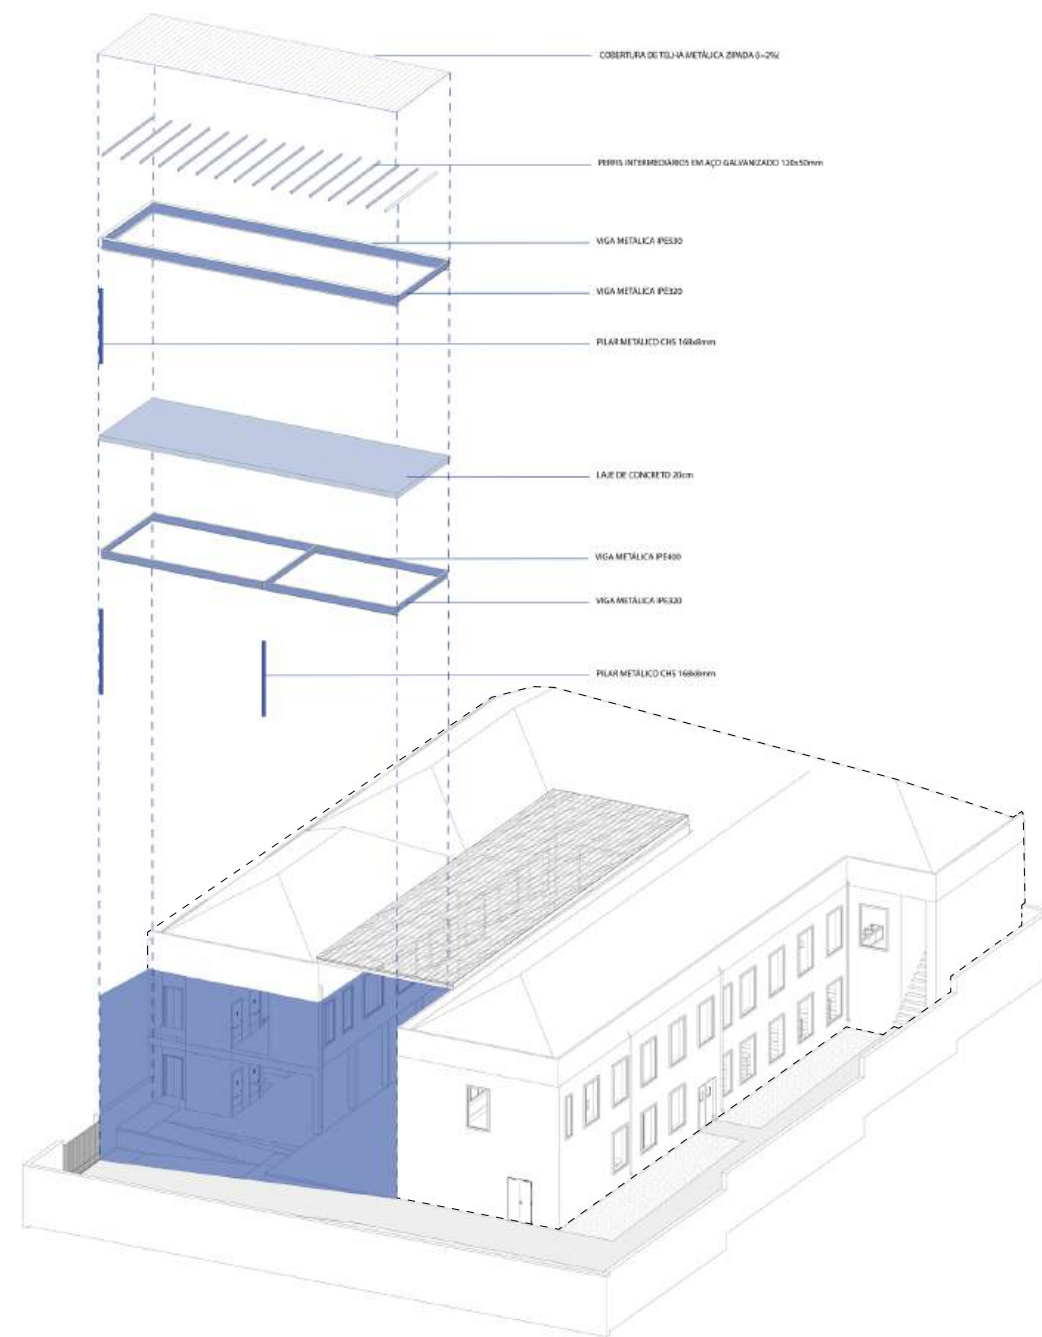 COBERTURA DE TELHA METÁLICA ZIPADA (i=2%)
PERFIS INTERMEDIÁRIOS EM AÇO GALVANIZADO 130x50mm
VIGA METÁLICA IPE330
VIGA METÁLICA IPE320
PILAR METÁLICO CHS 168x8mm
LAJE DE CONCRETO 20cm
VIGA METÁLICA IPE400
VIGA METÁLICA IPE320
PILAR METÁLICO CHS 168x8mm